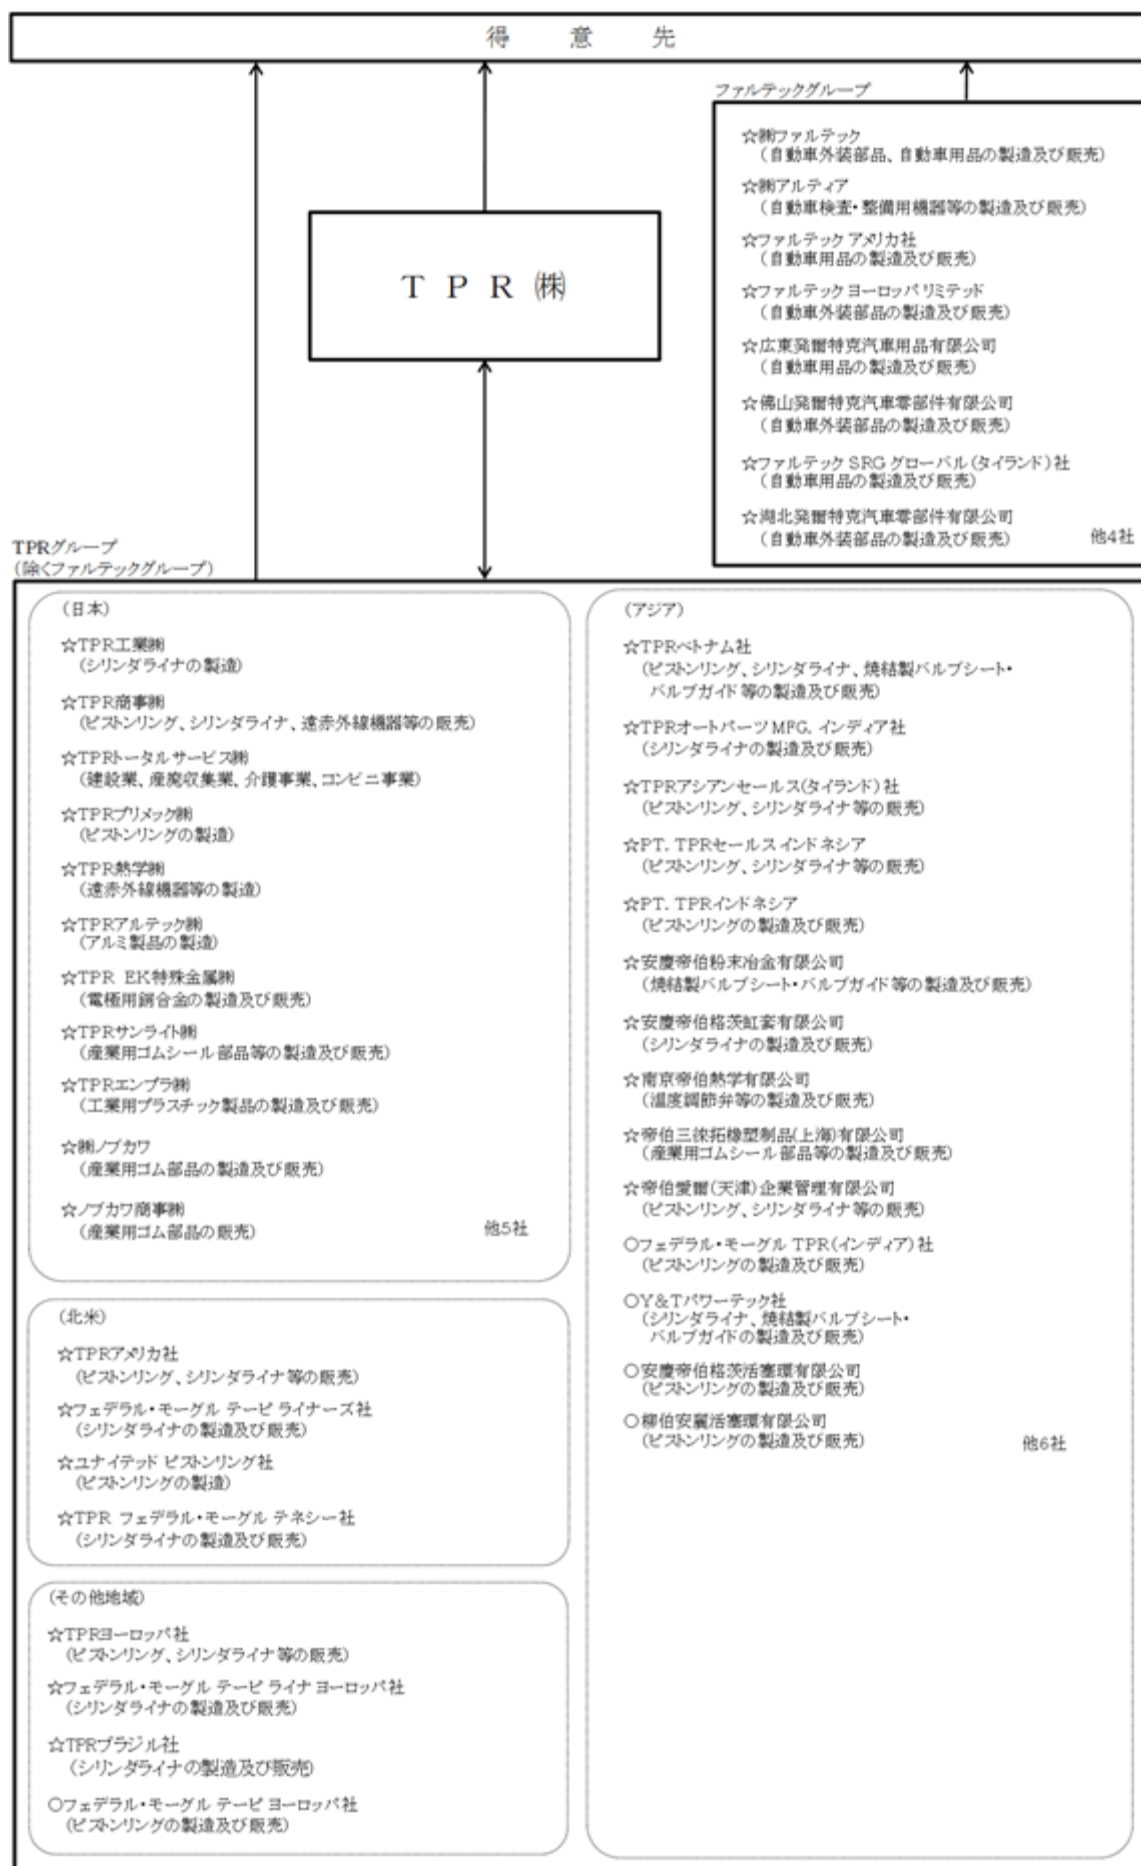 得 意 先
ファルテックグループ
☆㈱ファルテック
(自動車外装部品、自動車用品の製造及び販売)
☆㈱アルティア
(自動車検査・整備用機器等の製造及び販売)
☆ファルテック アメリカ社
(自動車用品の製造及び販売)
☆ファルテック ヨーロッパ リミテッド
(自動車外装部品の製造及び販売)
☆広東発爾特克汽車用品有限公司
(自動車用品の製造及び販売)
☆佛山発爾特克汽車零部件有限公司
(自動車外装部品の製造及び販売)
☆ファルテック SRG グローバル(タイランド)社
(自動車用品の製造及び販売)
☆湖北発爾特克汽車零部件有限公司
(自動車外装部品の製造及び販売)
他4社
TPR㈱
TPRグループ
(除くファルテックグループ)
(日本)
☆TPR工業㈱
(シリンダライナの製造)
☆TPR商事㈱
(ピストンリング、シリンダライナ、遠赤外線機器等の販売)
☆TPRトータルサービス㈱
(建設業、産廃収集業、介護事業、コンビニ事業)
☆TPRプリメック㈱
(ピストンリングの製造)
☆TPR熱学㈱
(遠赤外線機器等の製造)
☆TPRアルテック㈱
(アルミ製品の製造)
☆TPR EK特殊金属㈱
(電極用銅合金の製造及び販売)
☆TPRサンライト㈱
(産業用ゴムシール部品等の製造及び販売)
☆TPRエンプラ㈱
(工業用プラスチック製品の製造及び販売)
☆㈱ノブカワ
(産業用ゴム部品の製造及び販売)
☆ノブカワ商事㈱
(産業用ゴム部品の販売)
他5社
(北米)
☆TPRアメリカ社
(ピストンリング、シリンダライナ等の販売)
☆フェデラル・モーグル テーピ ライナーズ社
(シリンダライナの製造及び販売)
☆ユナイテッド ピストンリング社
(ピストンリングの製造)
☆TPR フェデラル・モーグル テネシー社
(シリンダライナの製造及び販売)
(その他地域)
☆TPRヨーロッパ社
(ピストンリング、シリンダライナ等の販売)
☆フェデラル・モーグル テーピ ライナ ヨーロッパ社
(シリンダライナの製造及び販売)
☆TPRブラジル社
(シリンダライナの製造及び販売)
○フェデラル・モーグル テーピ ヨーロッパ社
(ピストンリングの製造及び販売)
(アジア)
☆TPRベトナム社
(ピストンリング、シリンダライナ、焼結製バルブシート・
バルブガイド等の製造及び販売)
☆TPRオートパーツMFG.インディア社
(シリンダライナの製造及び販売)
☆TPRアシアンセールス(タイランド)社
(ピストンリング、シリンダライナ等の販売)
☆PT. TPRセールスインドネシア
(ピストンリング、シリンダライナ等の販売)
☆PT. TPRインドネシア
(ピストンリングの製造及び販売)
☆安慶帝伯粉末冶金有限公司
(焼結製バルブシート・バルブガイド等の製造及び販売)
☆安慶帝伯格茨缸套有限公司
(シリンダライナの製造及び販売)
☆南京帝伯熱学有限公司
(温度調節弁等の製造及び販売)
☆帝伯三徠拓橡塑制品(上海)有限公司
(産業用ゴムシール部品等の製造及び販売)
☆帝伯愛爾(天津)企業管理有限公司
(ピストンリング、シリンダライナ等の販売)
○フェデラル・モーグル TPR(インディア)社
(ピストンリングの製造及び販売)
○Y&Tパワーテック社
(シリンダライナ、焼結製バルブシート・
バルブガイドの製造及び販売)
○安慶帝伯格茨活塞環有限公司
(ピストンリングの製造及び販売)
○柳伯安麗活塞環有限公司
(ピストンリングの製造及び販売)
他6社